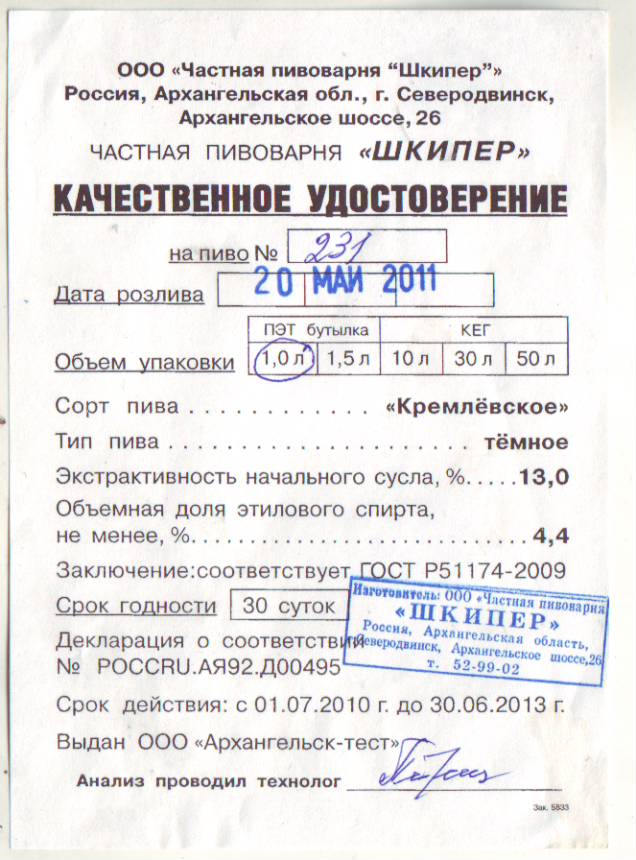 ООО «Частная пивоварня “Шкипер”»
Россия, Архангельская обл., г. Северодвинск,
Архангельское шоссе, 26
ЧАСТНАЯ ПИВОВАРНЯ «ШКИПЕР»
КАЧЕСТВЕННОЕ УДОСТОВЕРЕНИЕ
на пиво № 231
Дата розлива 20 МАЙ 2011
ПЭТ бутылка КЕГ
Объем упаковки 1,0 л 1,5 л 10 л 30 л 50 л
Сорт пива . . . . . . . . . . . . «Кремлёвское»
Тип пива . . . . . . . . . . . . . . . . . . . . . . тёмное
Экстрактивность начального сусла, %.....13,0
Объемная доля этилового спирта,
не менее, %. . . . . . . . . . . . . . . . . . . . . . . . . . . . . 4,4
Заключение:соответствует ГОСТ Р51174-2009
Срок годности 30 суток
Изготовитель: ООО «Частная пивоварня
«ШКИПЕР»
Россия, Архангельская область,
г.Северодвинск, Архангельское шоссе,26
т. 52-99-02
Декларация о соответствии
№ РОССRU.АЯ92.Д00495
Срок действия: с 01.07.2010 г. до 30.06.2013 г.
Выдан ООО «Архангельск-тест»
Анализ проводил технолог
Зак. 5833